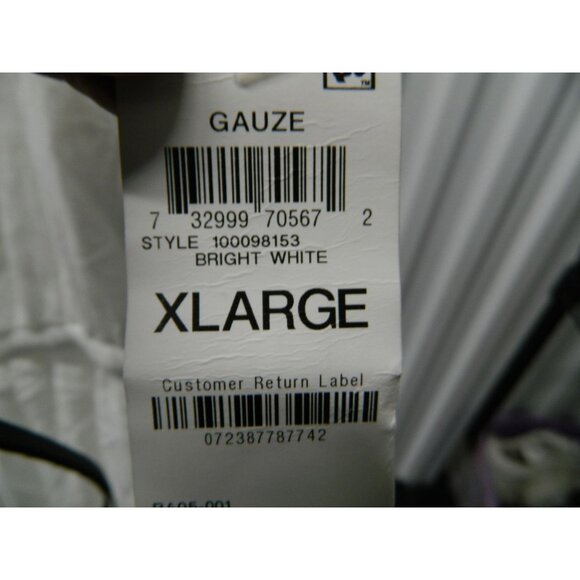 GAUZE
7 32999 70567 2
STYLE 100098153
BRIGHT WHITE
XLARGE
Customer Return Label
072387787742